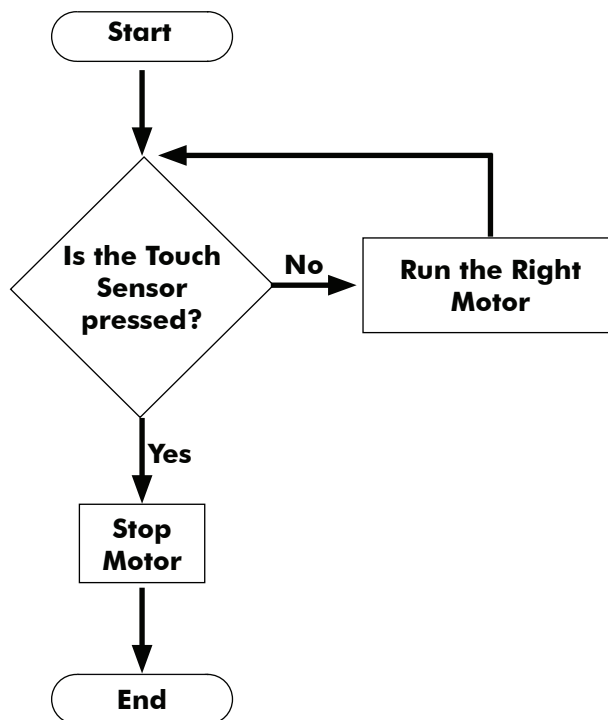 Start
Is the Touch
Sensor
pressed?
No
Run the Right
Motor
Yes
Stop
Motor
End